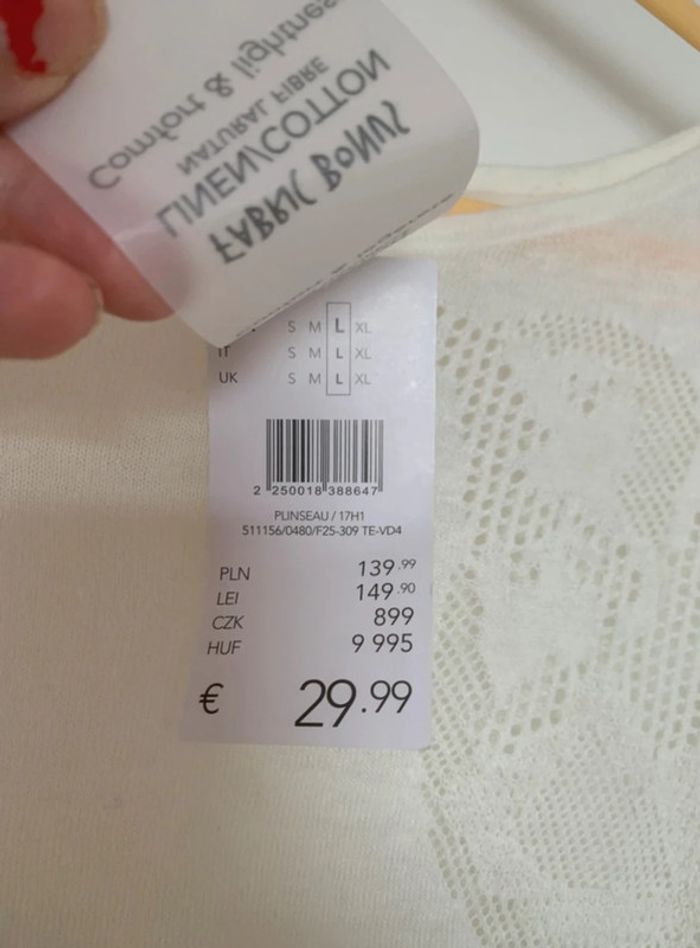 Comfort & lightness
NATURAL FIBRE
LINEN/COTTON
FABRIC BONUS
S M L XL
IT S M L XL
UK S M L XL
2 250018 388647
PLINSEAU / 17H1
511156/0480/F25-309 TE-VD4
PLN 139.99
LEI 149.90
CZK 899
HUF 9 995
€ 29.99